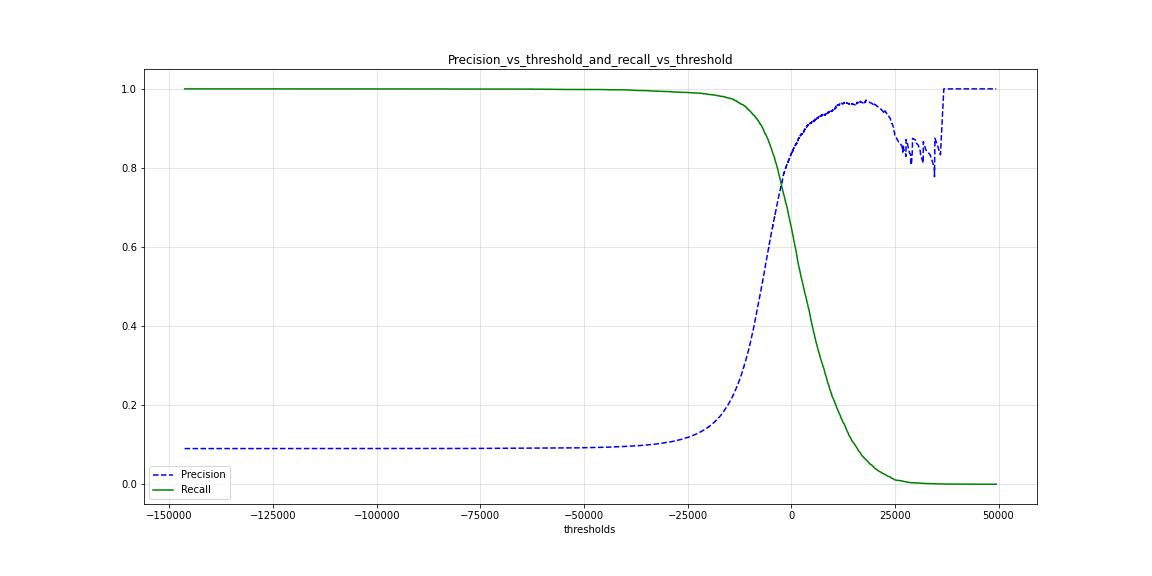 Precision_vs_threshold_and_recall_vs_threshold
1.0
0.8
0.6
0.4
0.2
0.0
Precision
Recall
−150000 −125000 −100000 −75000 −50000 −25000 0 25000 50000
thresholds